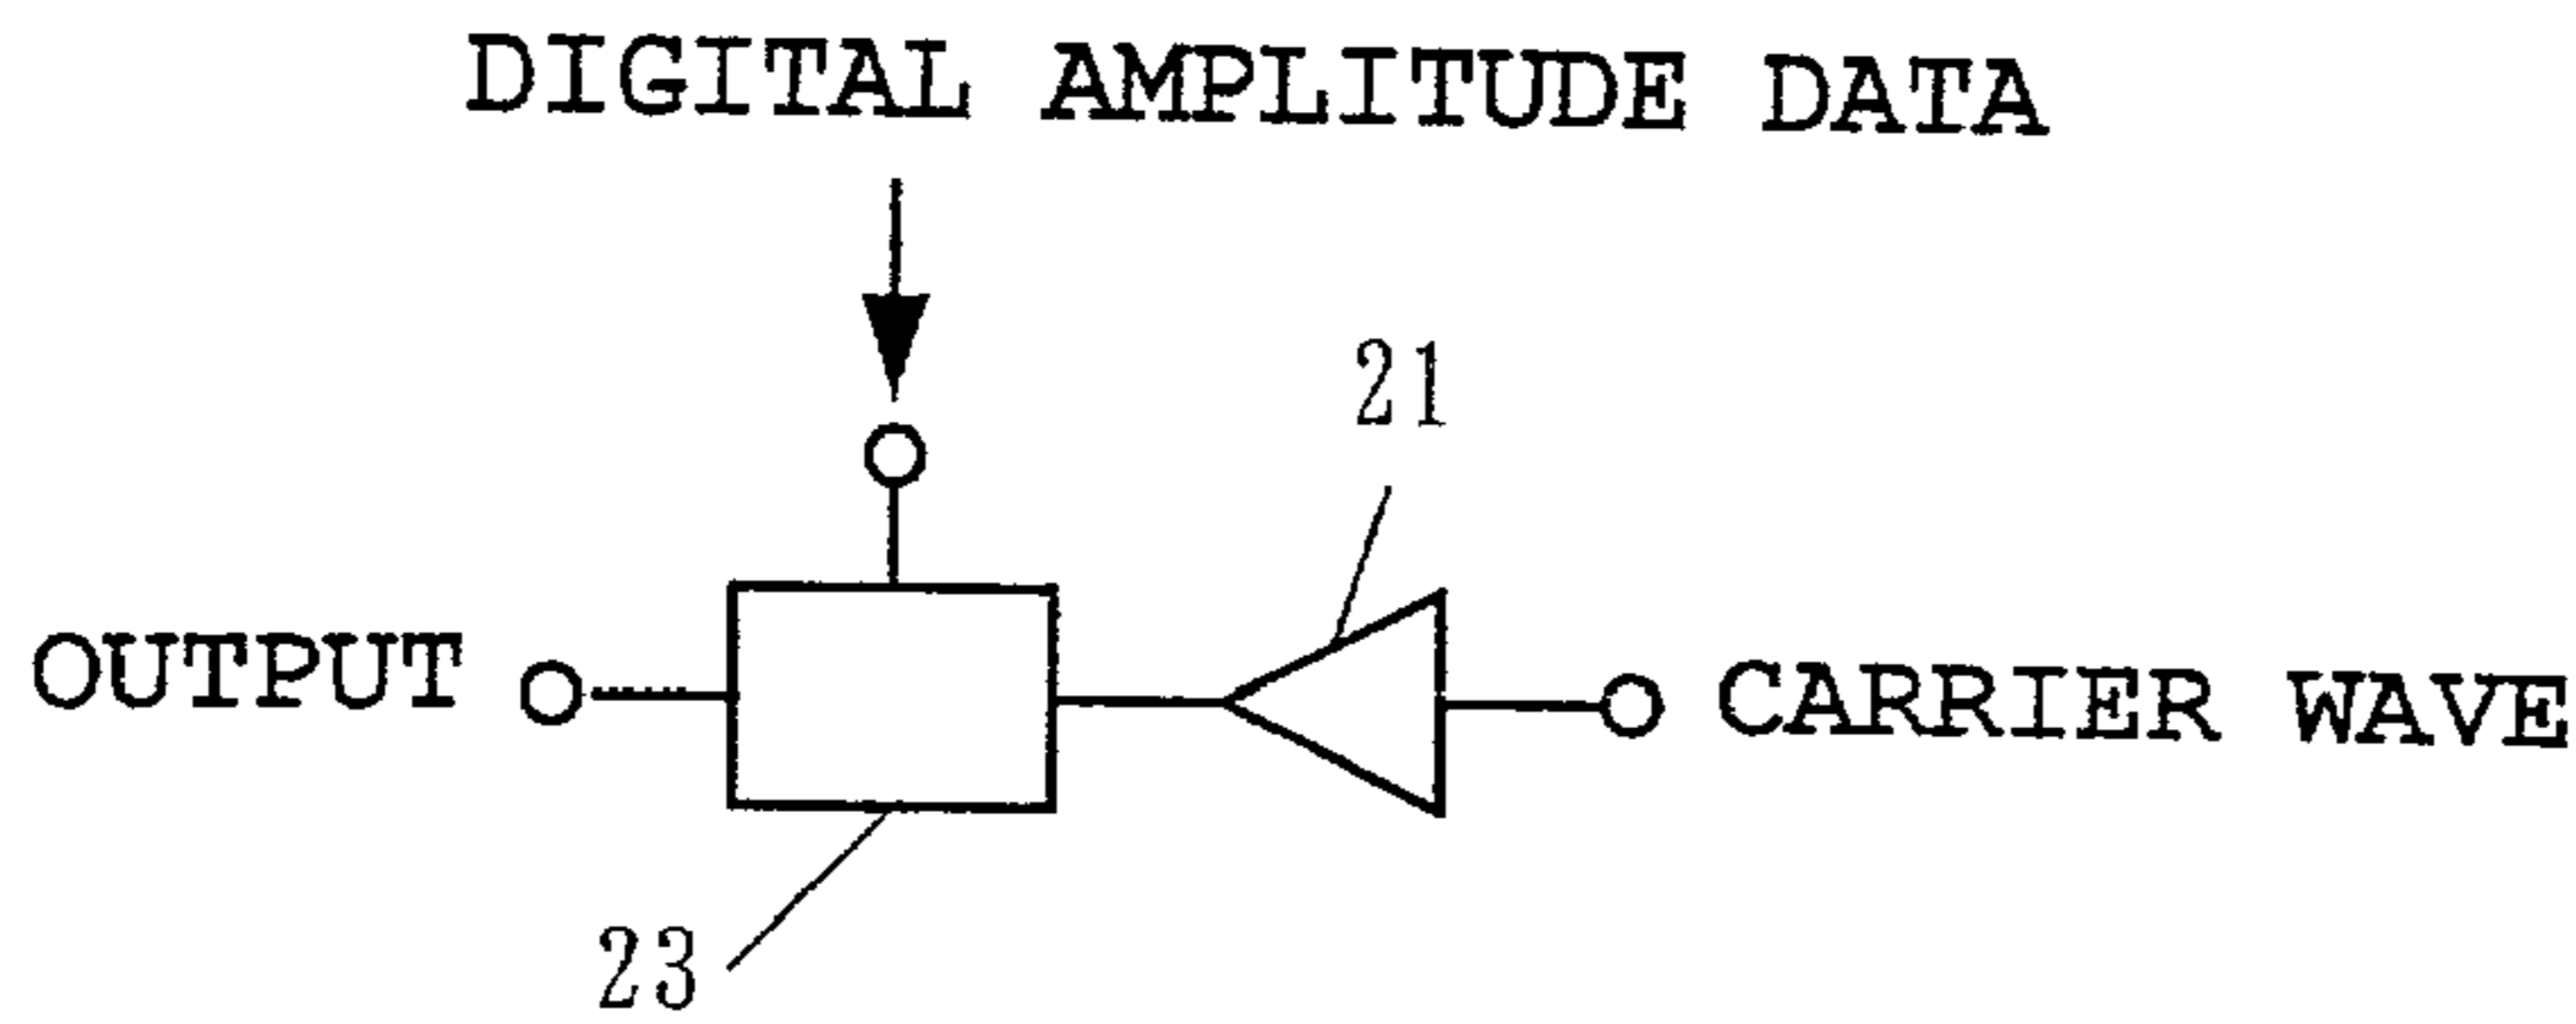 DIGITAL AMPLITUDE DATA
21
OUTPUT
CARRIER WAVE
23